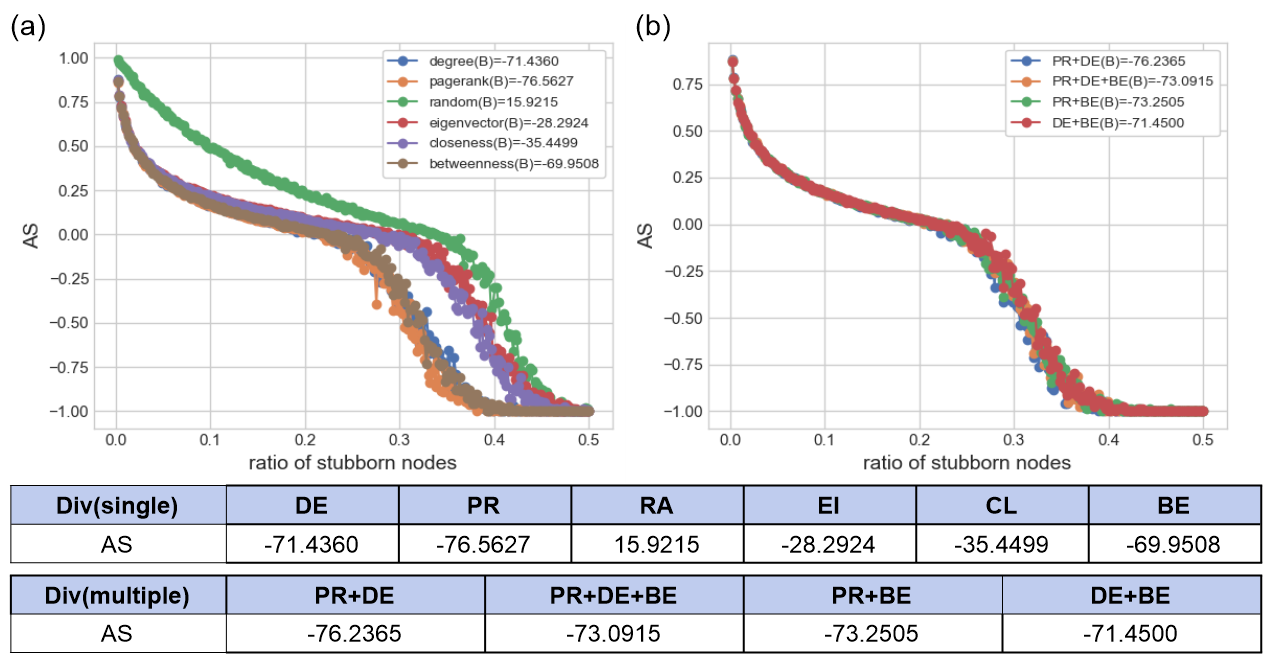 (a)
1.00
0.75
0.50
0.25
0.00
−0.25
−0.50
−0.75
−1.00
AS
degree(B)=-71.4360
pagerank(B)=-76.5627
random(B)=15.9215
eigenvector(B)=-28.2924
closeness(B)=-35.4499
betweenness(B)=-69.9508
0.0 0.1 0.2 0.3 0.4 0.5
ratio of stubborn nodes
(b)
0.75
0.50
0.25
0.00
−0.25
−0.50
−0.75
−1.00
AS
PR+DE(B)=-76.2365
PR+DE+BE(B)=-73.0915
PR+BE(B)=-73.2505
DE+BE(B)=-71.4500
0.0 0.1 0.2 0.3 0.4 0.5
ratio of stubborn nodes
Div(single) DE PR RA EI CL BE
AS -71.4360 -76.5627 15.9215 -28.2924 -35.4499 -69.9508
Div(multiple) PR+DE PR+DE+BE PR+BE DE+BE
AS -76.2365 -73.0915 -73.2505 -71.4500